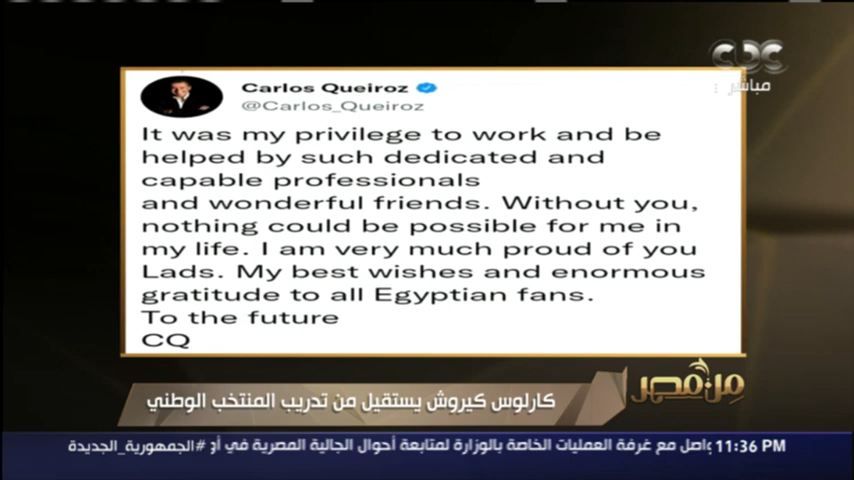 cbc
مباشر
Carlos Queiroz
@Carlos_Queiroz
It was my privilege to work and be
helped by such dedicated and
capable professionals
and wonderful friends. Without you,
nothing could be possible for me in
my life. I am very much proud of you
Lads. My best wishes and enormous
gratitude to all Egyptian fans.
To the future
CQ
من مصر
كارلوس كيروش يستقيل من تدريب المنتخب الوطني
11:36 PM واصل مع غرفة العمليات الخاصة بالوزارة لمتابعة أحوال الجالية المصرية في أو #الجمهورية_الجديدة